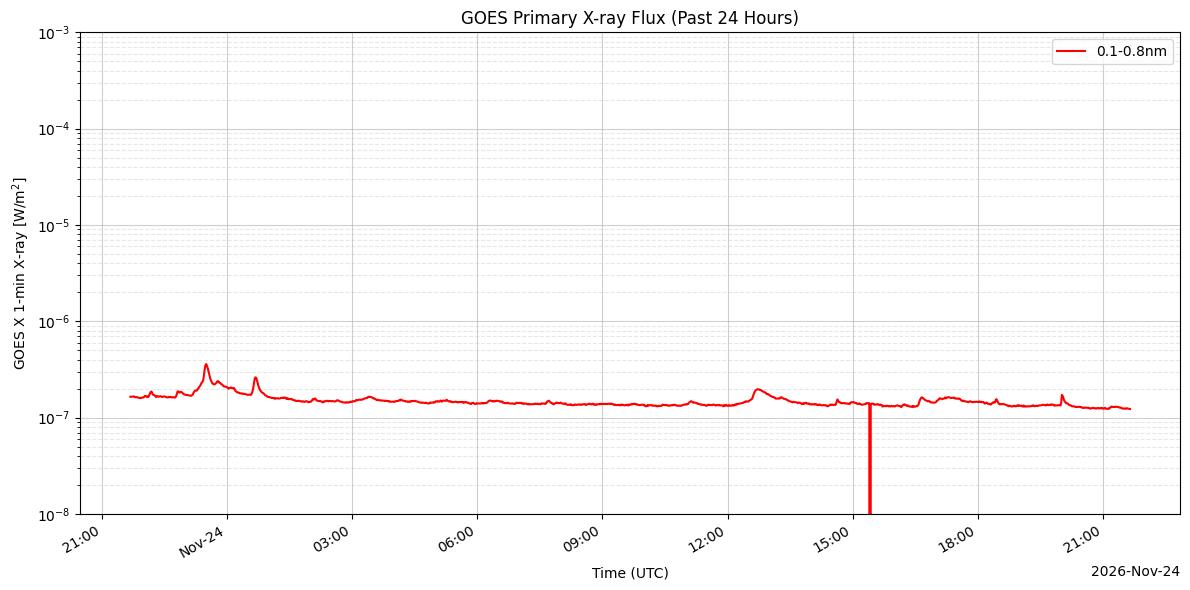 GOES Primary X-ray Flux (Past 24 Hours)
0.1-0.8nm
GOES X 1-min X-ray [W/m²]
10⁻³
10⁻⁴
10⁻⁵
10⁻⁶
10⁻⁷
10⁻⁸
21:00
Nov-24
03:00
06:00
09:00
12:00
15:00
18:00
21:00
Time (UTC)
2026-Nov-24